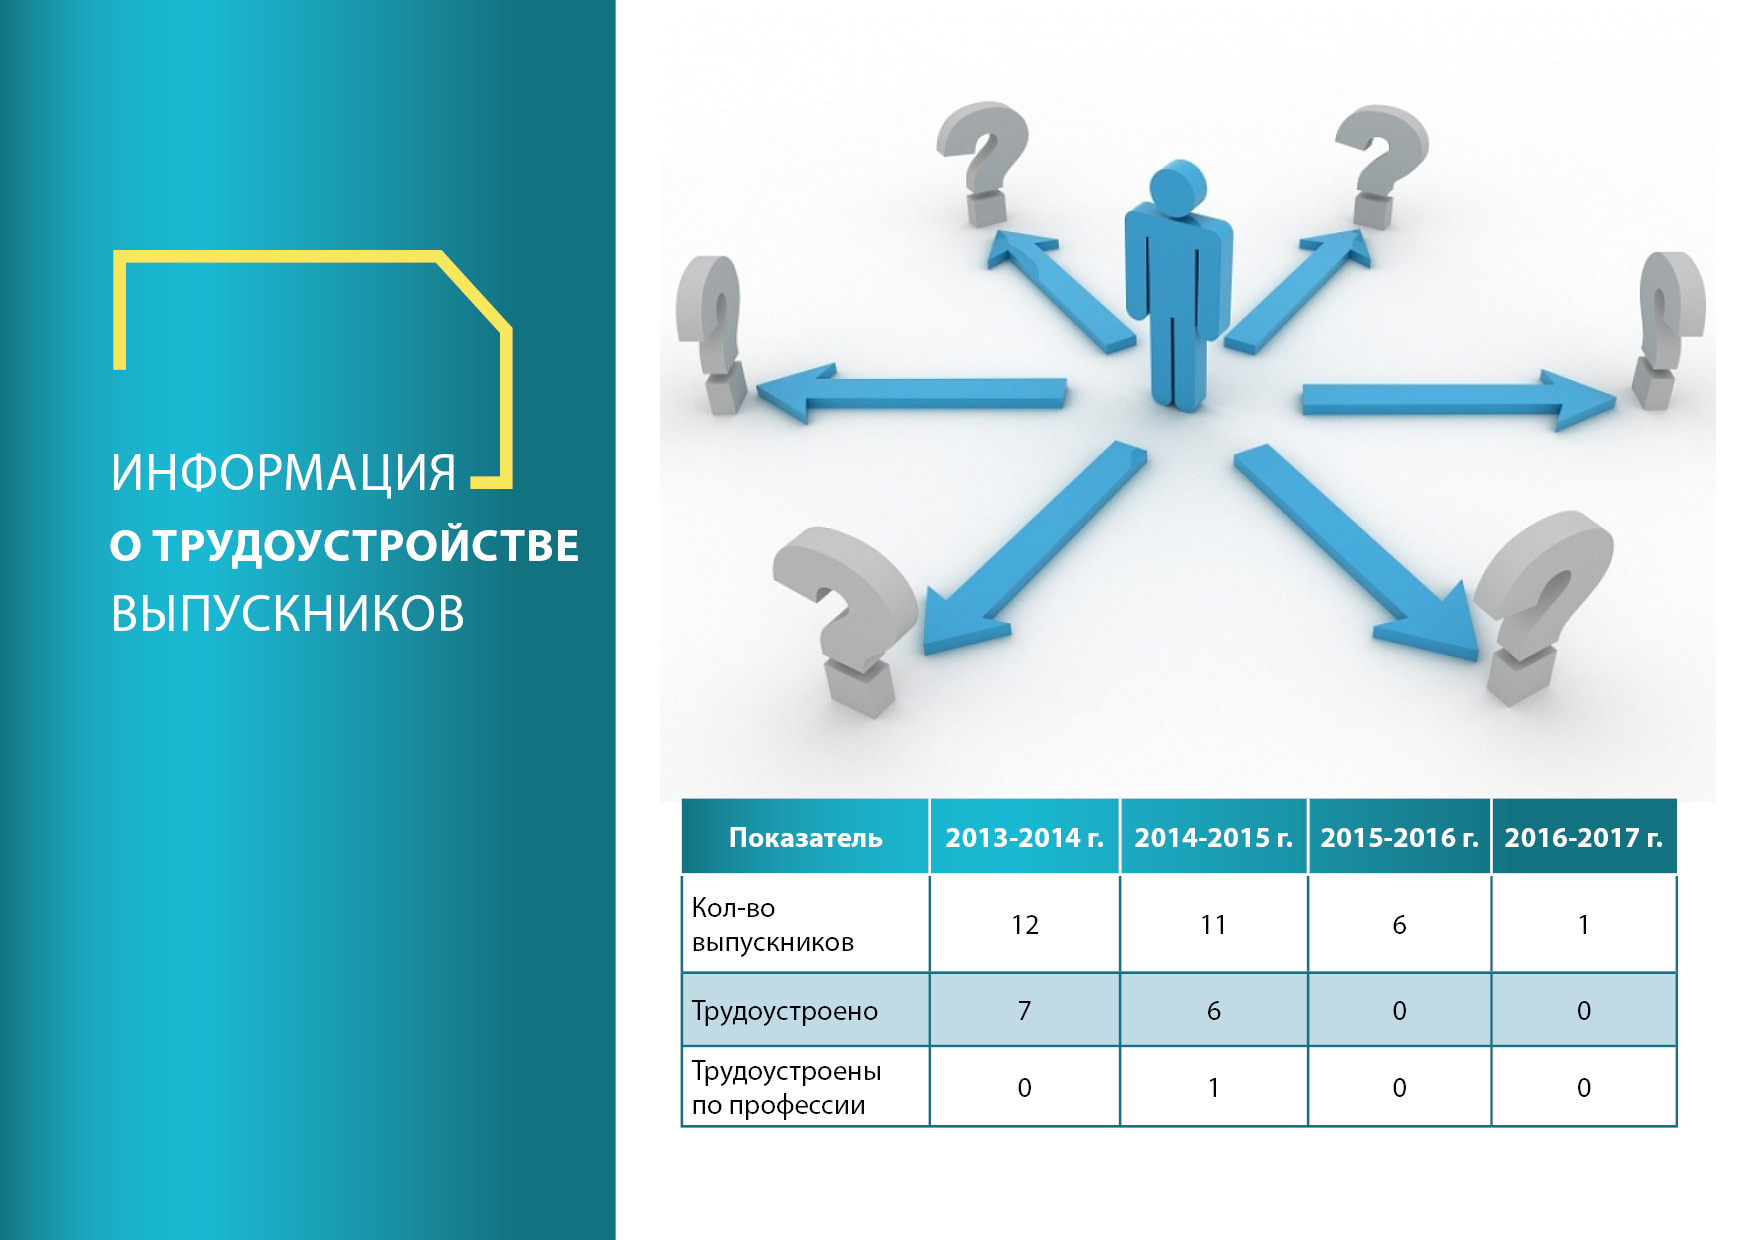 ИНФОРМАЦИЯ
О ТРУДОУСТРОЙСТВЕ
ВЫПУСКНИКОВ
Показатель 2013-2014 г. 2014-2015 г. 2015-2016 г. 2016-2017 г.
Кол-во
выпускников 12 11 6 1
Трудоустроено 7 6 0 0
Трудоустроены
по профессии 0 1 0 0